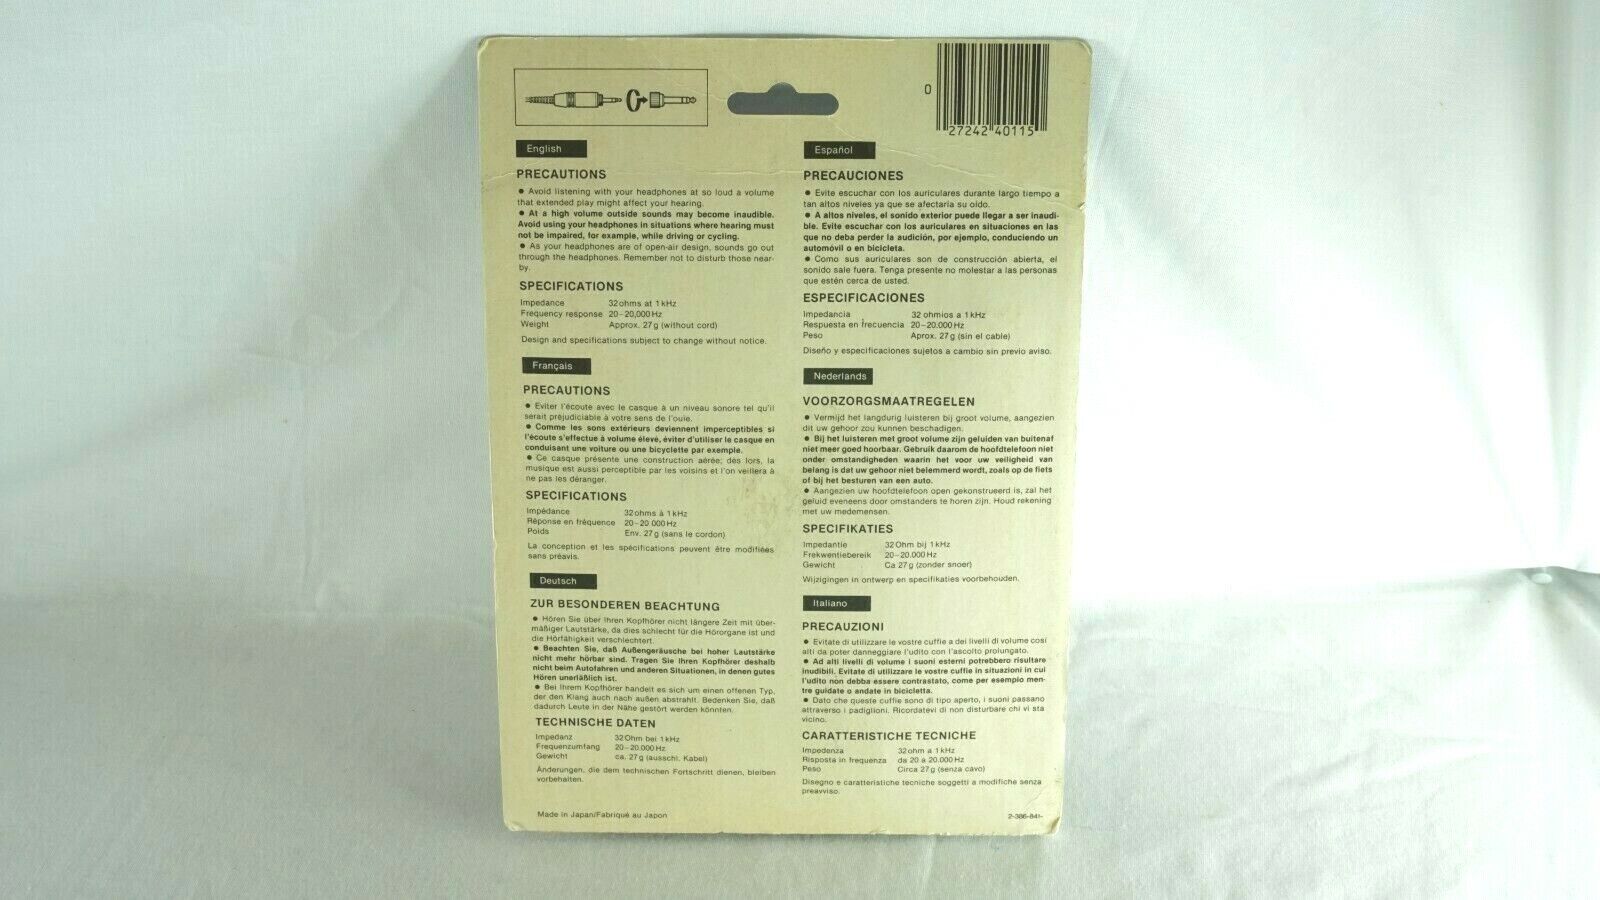 English
PRECAUTIONS
● Avoid listening with your headphones at so loud a volume
that extended play might affect your hearing.
● At a high volume outside sounds may become inaudible.
Avoid using your headphones in situations where hearing must
not be impaired, for example, while driving or cycling.
● As your headphones are of open-air design, sounds go out
through the headphones. Remember not to disturb those near-
by.
SPECIFICATIONS
Impedance 32 ohms at 1 kHz
Frequency response 20–20,000 Hz
Weight Approx. 27 g (without cord)
Design and specifications subject to change without notice.
Français
PRECAUTIONS
● Eviter l'écoute avec le casque à un niveau sonore tel qu'il
serait préjudiciable à votre sens de l'ouïe.
● Comme les sons extérieurs deviennent imperceptibles si
l'écoute s'effectue à volume élevé, éviter d'utiliser le casque en
conduisant une voiture ou une bicyclette par exemple.
● Ce casque présente une construction aérée; dès lors, la
musique est aussi perceptible par les voisins et l'on veillera à
ne pas les déranger.
SPECIFICATIONS
Impédance 32 ohms à 1 kHz
Réponse en fréquence 20–20 000 Hz
Poids Env. 27 g (sans le cordon)
La conception et les spécifications peuvent être modifiées
sans préavis.
Deutsch
ZUR BESONDEREN BEACHTUNG
● Hören Sie über Ihren Kopfhörer nicht längere Zeit mit über-
mäßiger Lautstärke, da dies schlecht für die Hörorgane ist und
die Hörfähigkeit verschlechtert.
● Beachten Sie, daß Außengeräusche bei hoher Lautstärke
nicht mehr hörbar sind. Tragen Sie Ihren Kopfhörer deshalb
nicht beim Autofahren und anderen Situationen, in denen gutes
Hören unerläßlich ist.
● Bei Ihrem Kopfhörer handelt es sich um einen offenen Typ,
der den Klang auch nach außen abstrahlt. Bedenken Sie, daß
dadurch Leute in der Nähe gestört werden könnten.
TECHNISCHE DATEN
Impedanz 32 Ohm bei 1 kHz
Frequenzumfang 20–20.000 Hz
Gewicht ca. 27 g (ausschl. Kabel)
Änderungen, die dem technischen Fortschritt dienen, bleiben
vorbehalten.
Made in Japan/Fabriqué au Japon
0 27242 40115
Español
PRECAUCIONES
● Evite escuchar con los auriculares durante largo tiempo a
tan altos niveles ya que se afectaría su oído.
● A altos niveles, el sonido exterior puede llegar a ser inaudi-
ble. Evite escuchar con los auriculares en situaciones en las
que no deba perder la audición, por ejemplo, conduciendo un
automóvil o en bicicleta.
● Como sus auriculares son de construcción abierta, el
sonido sale fuera. Tenga presente no molestar a las personas
que estén cerca de usted.
ESPECIFICACIONES
Impedancia 32 ohmios a 1 kHz
Respuesta en frecuencia 20–20.000 Hz
Peso Aprox. 27 g (sin el cable)
Diseño y especificaciones sujetos a cambio sin previo aviso.
Nederlands
VOORZORGSMAATREGELEN
● Vermijd het langdurig luisteren bij groot volume, aangezien
dit uw gehoor zou kunnen beschadigen.
● Bij het luisteren met groot volume zijn geluiden van buitenaf
niet meer goed hoorbaar. Gebruik daarom de hoofdtelefoon niet
onder omstandigheden waarin het voor uw veiligheid van
belang is dat uw gehoor niet belemmerd wordt, zoals op de fiets
of bij het besturen van een auto.
● Aangezien uw hoofdtelefoon open gekonstrueerd is, zal het
geluid eveneens door omstanders te horen zijn. Houd rekening
met uw medemensen.
SPECIFIKATIES
Impedantie 32 Ohm bij 1 kHz
Frekwentiebereik 20–20.000 Hz
Gewicht Ca 27 g (zonder snoer)
Wijzigingen in ontwerp en specifikaties voorbehouden.
Italiano
PRECAUZIONI
● Evitate di utilizzare le vostre cuffie a dei livelli di volume così
alti da poter danneggiare l'udito con l'ascolto prolungato.
● Ad alti livelli di volume i suoni esterni potrebbero risultare
inudibili. Evitate di utilizzare le vostre cuffie in situazioni in cui
l'udito non debba essere contrastato, come per esempio men-
tre guidate o andate in bicicletta.
● Dato che queste cuffie sono di tipo aperto, i suoni passano
attraverso i padiglioni. Ricordatevi di non disturbare chi vi sta
vicino.
CARATTERISTICHE TECNICHE
Impedenza 32 ohm a 1 kHz
Risposta in frequenza da 20 a 20.000 Hz
Peso Circa 27 g (senza cavo)
Disegno e caratteristiche tecniche soggetti a modifiche senza
preavviso.
2-386-841-